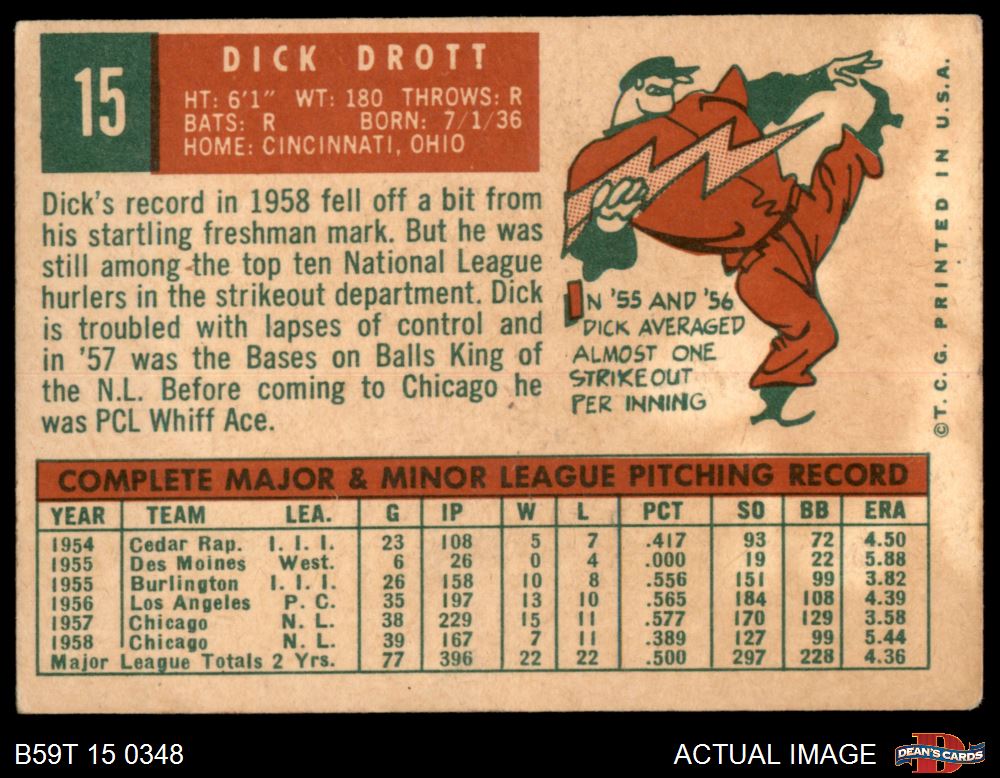 15
DICK DROTT
HT: 6'1" WT: 180 THROWS: R
BATS: R BORN: 7/1/36
HOME: CINCINNATI, OHIO
Dick's record in 1958 fell off a bit from
his startling freshman mark. But he was
still among the top ten National League
hurlers in the strikeout department. Dick
is troubled with lapses of control and
in '57 was the Bases on Balls King of
the N.L. Before coming to Chicago he
was PCL Whiff Ace.
IN '55 AND '56
DICK AVERAGED
ALMOST ONE
STRIKEOUT
PER INNING
©T. C. G. PRINTED IN U.S.A.
COMPLETE MAJOR & MINOR LEAGUE PITCHING RECORD
YEAR TEAM LEA. G IP W L PCT SO BB ERA
1954 Cedar Rap. I. I. I. 23 108 5 7 .417 93 72 4.50
1955 Des Moines West. 6 26 0 4 .000 19 22 5.88
1955 Burlington I. I. I. 26 158 10 8 .556 151 99 3.82
1956 Los Angeles P. C. 35 197 13 10 .565 184 108 4.39
1957 Chicago N. L. 38 229 15 11 .577 170 129 3.58
1958 Chicago N. L. 39 167 7 11 .389 127 99 5.44
Major League Totals 2 Yrs. 77 396 22 22 .500 297 228 4.36
B59T 15 0348
ACTUAL IMAGE
DEAN'S CARDS